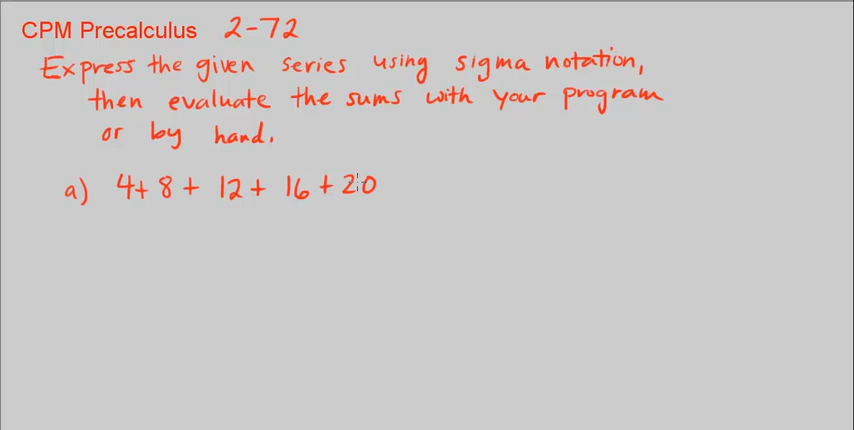 CPM Precalculus 2-72
Express the given series using sigma notation,
then evaluate the sums with your program
or by hand.
a) 4+ 8 + 12 + 16 + 20